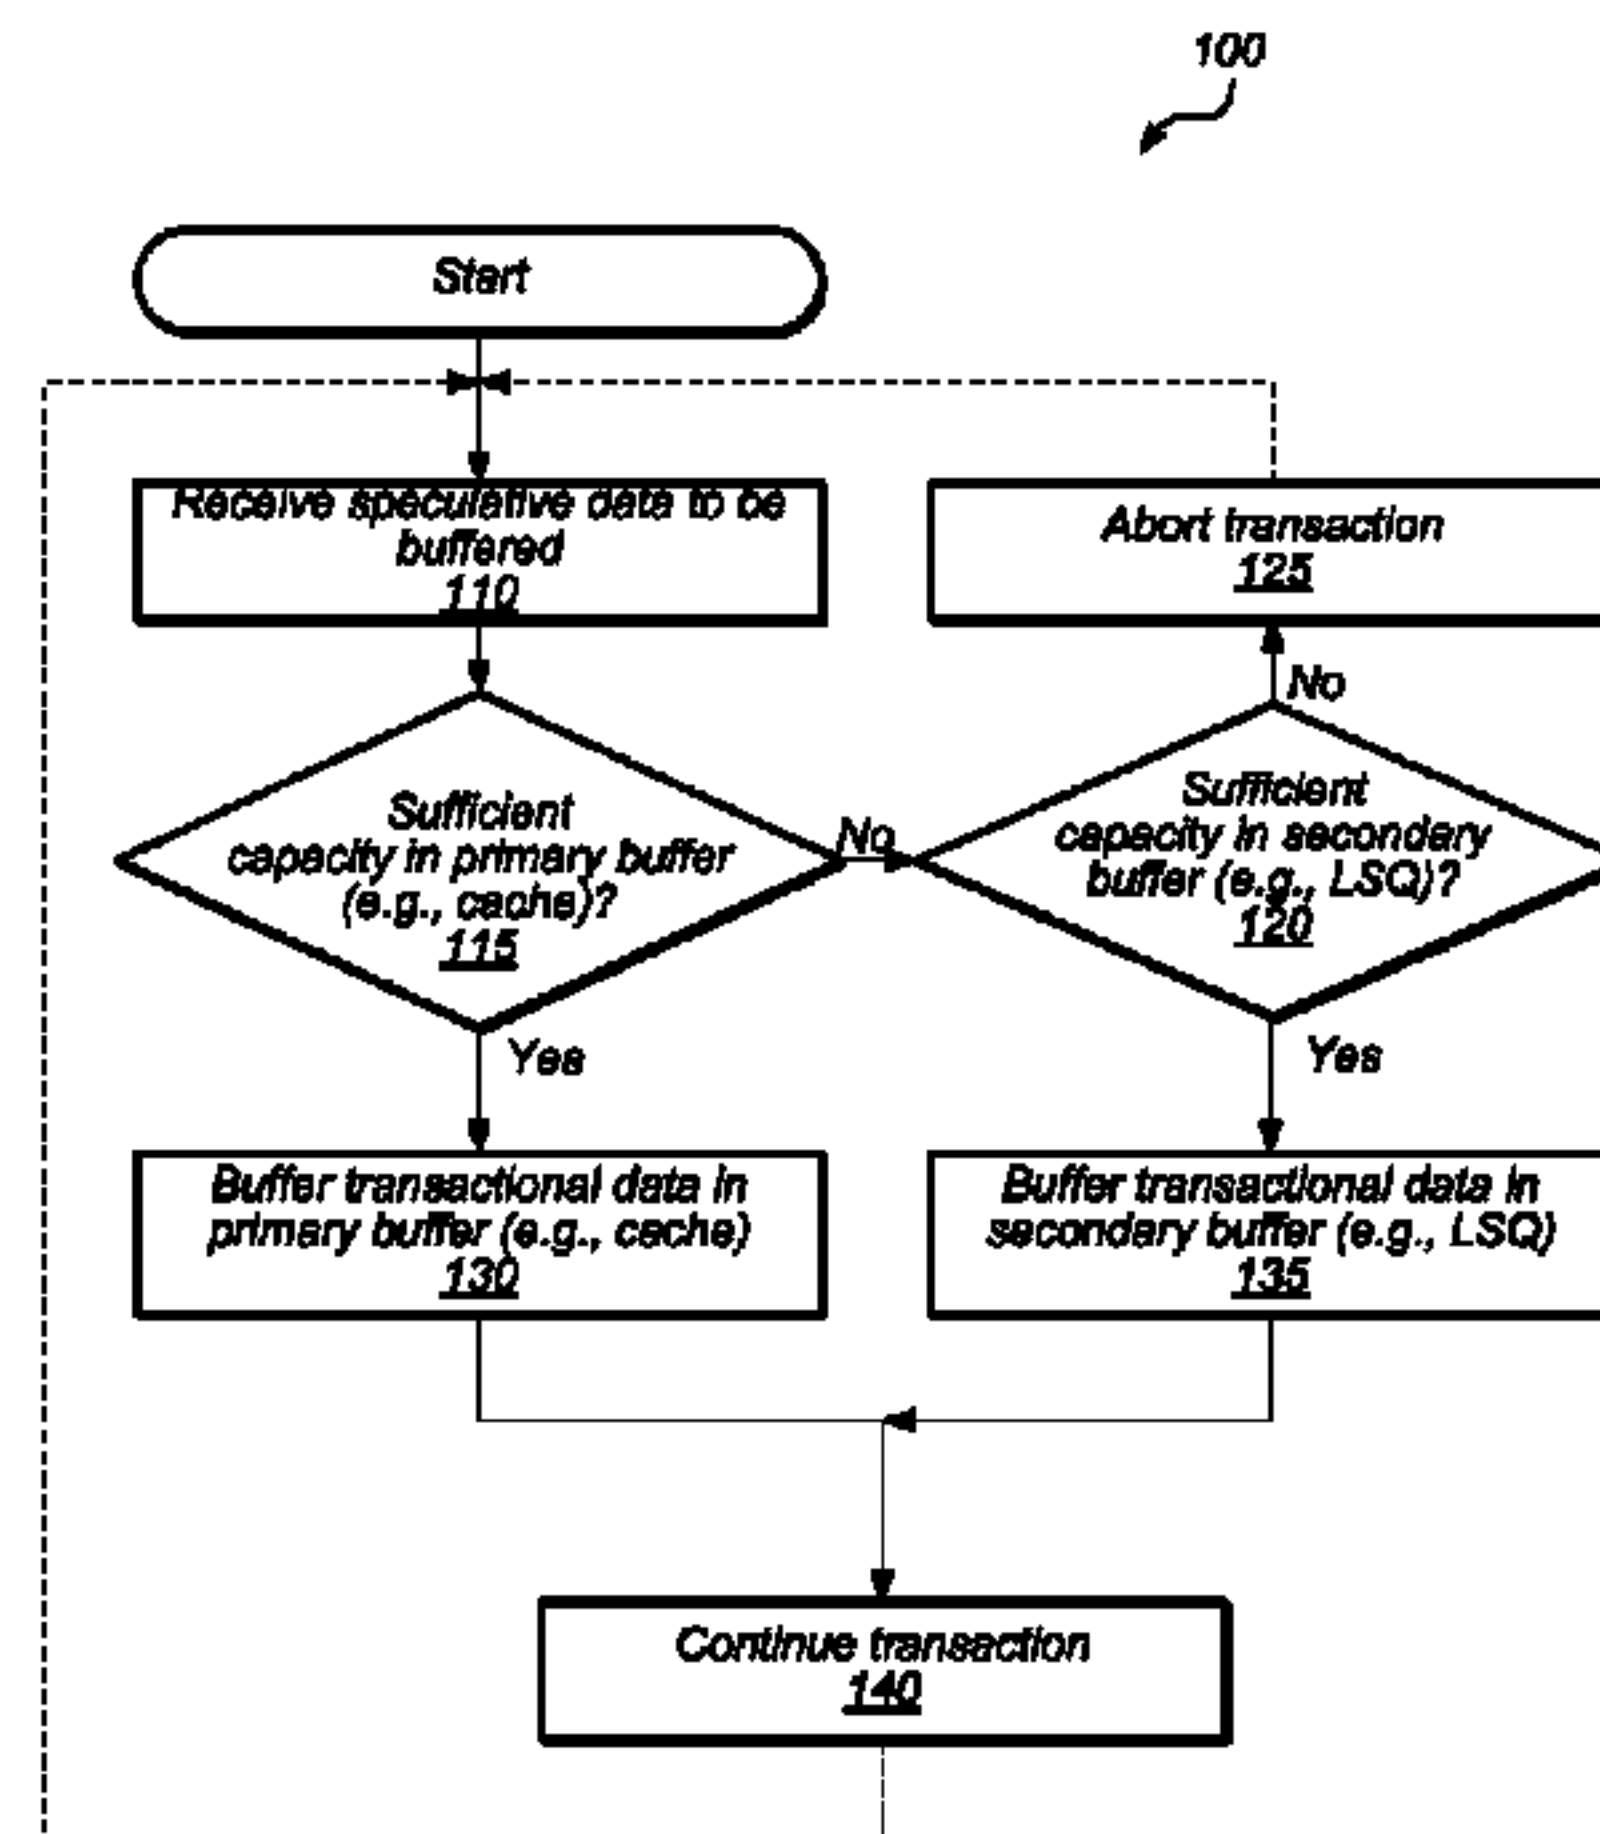 100
Start
Receive speculative data to be
buffered
110
Abort transaction
125
No
Sufficient
capacity in primary buffer
(e.g., cache)?
115
No
Sufficient
capacity in secondary
buffer (e.g., LSQ)?
120
Yes
Yes
Buffer transactional data in
primary buffer (e.g., cache)
130
Buffer transactional data in
secondary buffer (e.g., LSQ)
135
Continue transaction
140